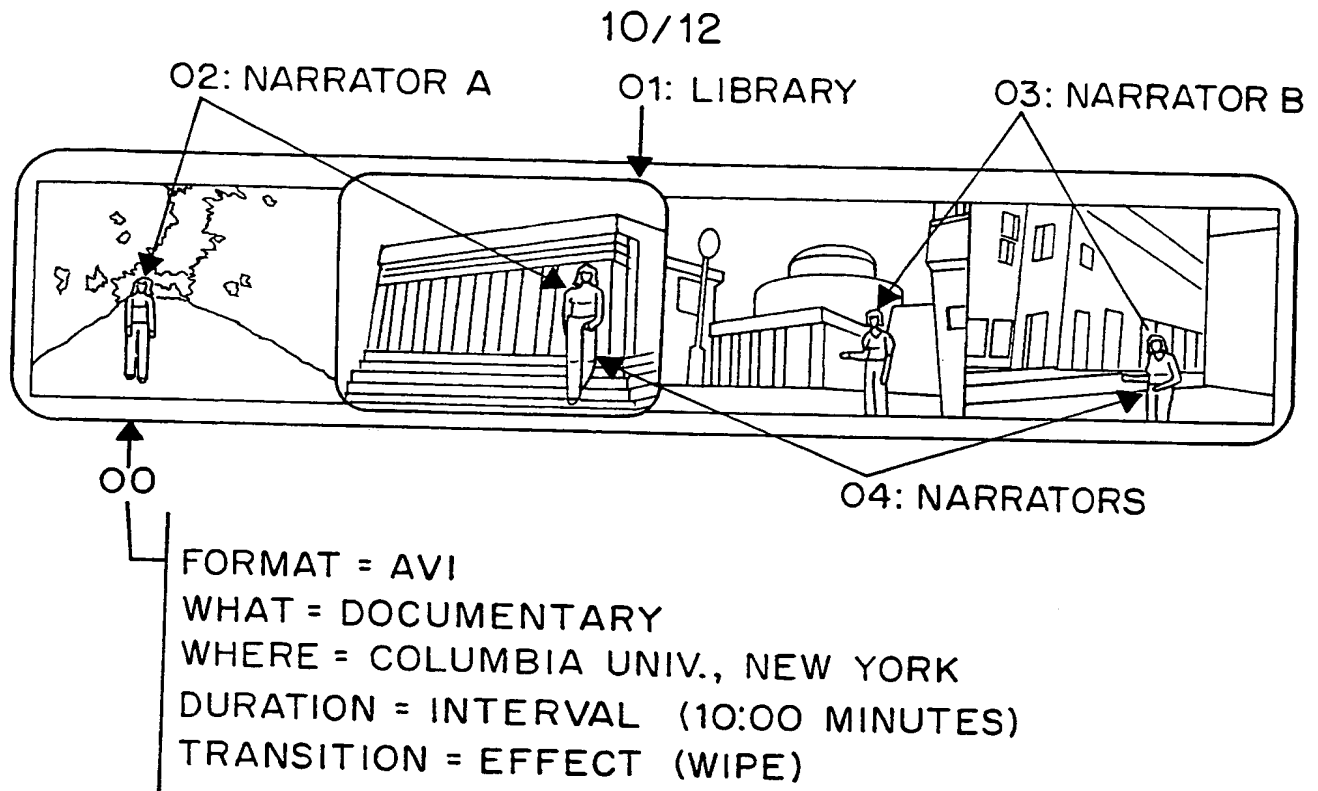 10/12
O2: NARRATOR A
O1: LIBRARY
O3: NARRATOR B
OO
O4: NARRATORS
FORMAT = AVI
WHAT = DOCUMENTARY
WHERE = COLUMBIA UNIV., NEW YORK
DURATION = INTERVAL (10:00 MINUTES)
TRANSITION = EFFECT (WIPE)